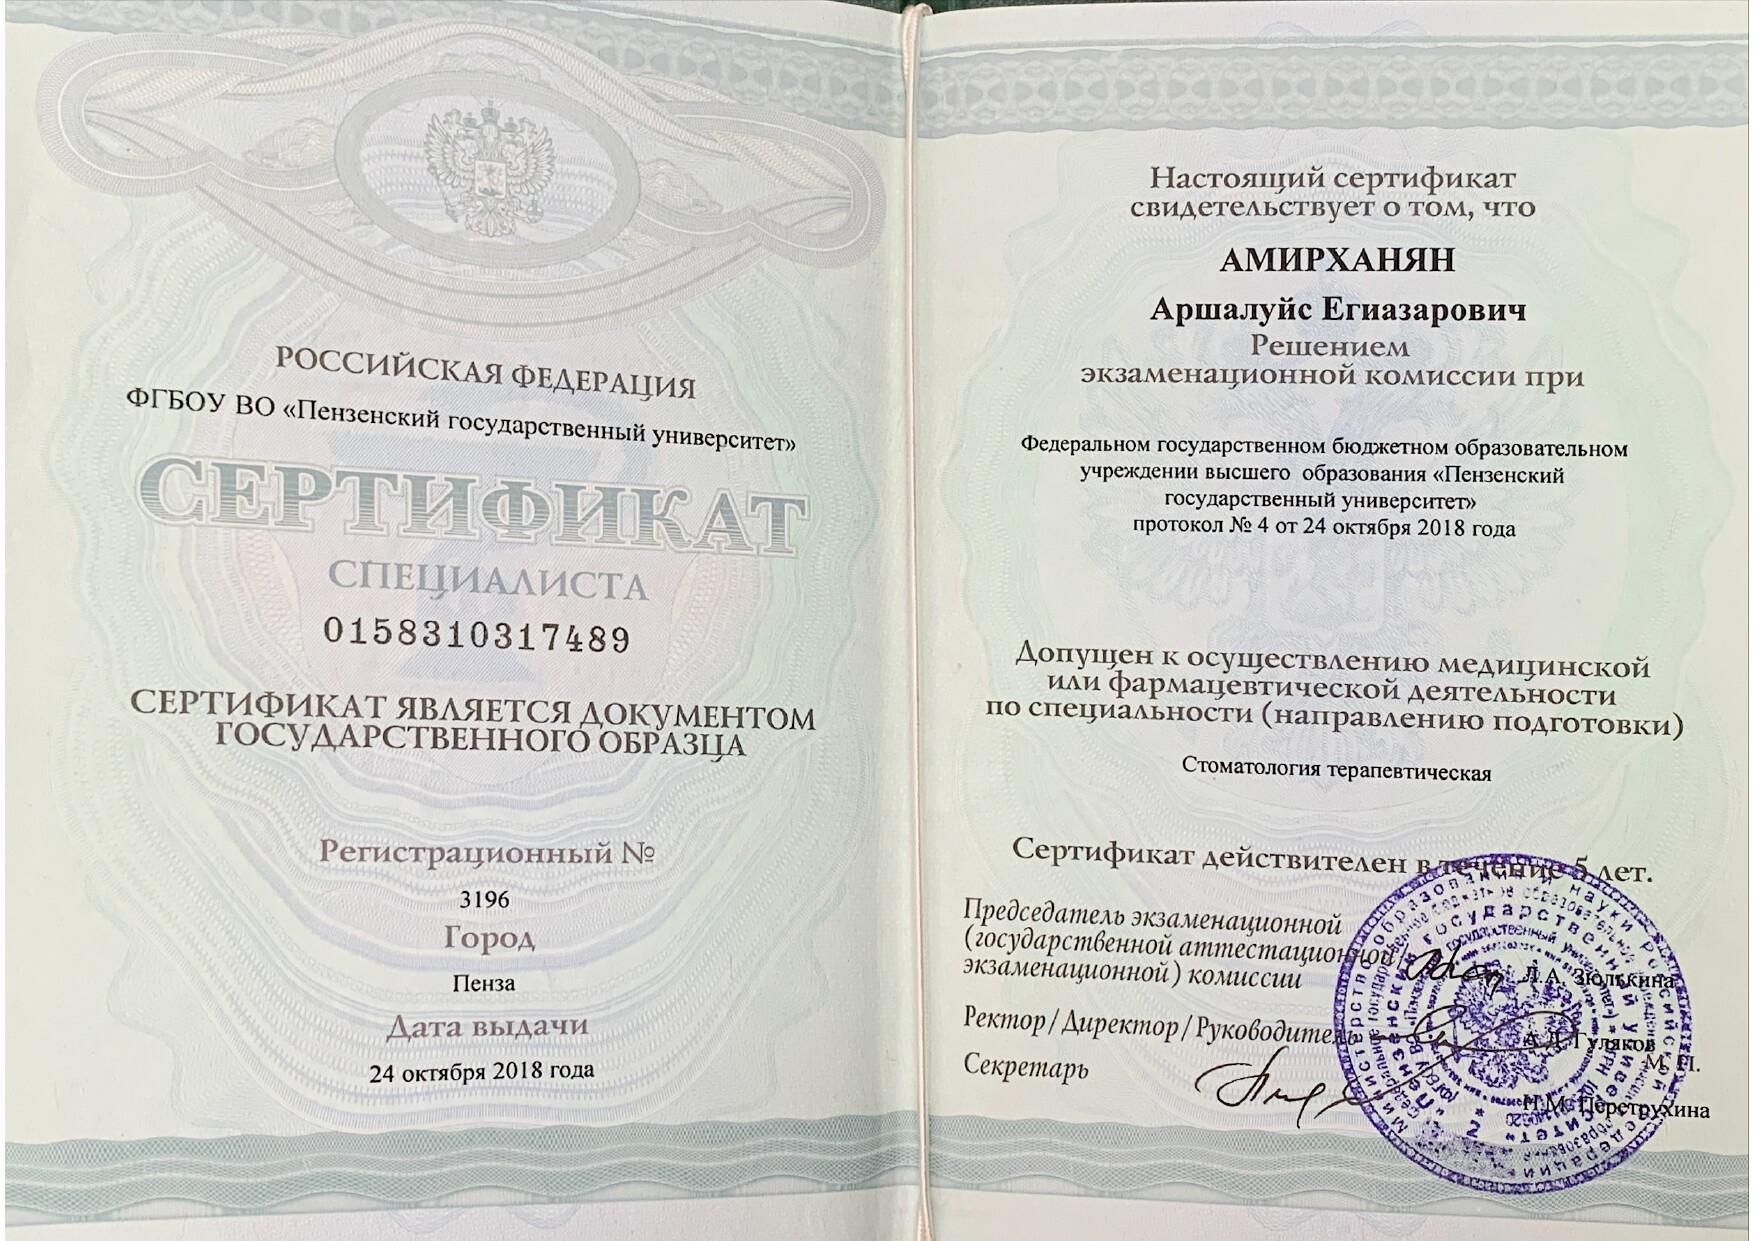 РОССИЙСКАЯ ФЕДЕРАЦИЯ
ФГБОУ ВО «Пензенский государственный университет»
СЕРТИФИКАТ
СПЕЦИАЛИСТА
0158310317489
СЕРТИФИКАТ ЯВЛЯЕТСЯ ДОКУМЕНТОМ
ГОСУДАРСТВЕННОГО ОБРАЗЦА
Регистрационный №
3196
Город
Пенза
Дата выдачи
24 октября 2018 года
Настоящий сертификат
свидетельствует о том, что
АМИРХАНЯН
Аршалуйс Егиазарович
Решением
экзаменационной комиссии при
Федеральном государственном бюджетном образовательном
учреждении высшего образования «Пензенский
государственный университет»
протокол № 4 от 24 октября 2018 года
Допущен к осуществлению медицинской
или фармацевтической деятельности
по специальности (направлению подготовки)
Стоматология терапевтическая
Сертификат действителен в течение 5 лет.
Председатель экзаменационной
(государственной аттестационной/
экзаменационной) комиссии
Л.А. Зюлькина
Ректор/Директор/Руководитель
А.Д. Гуляков
М. П.
Секретарь
Н.М. Перструхина